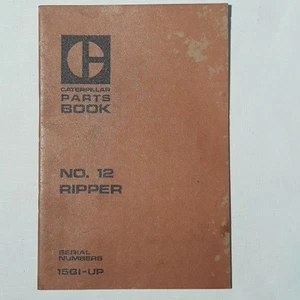 CATERPILLAR
PARTS
BOOK
NO. 12
RIPPER
SERIAL
NUMBERS
15G1-UP